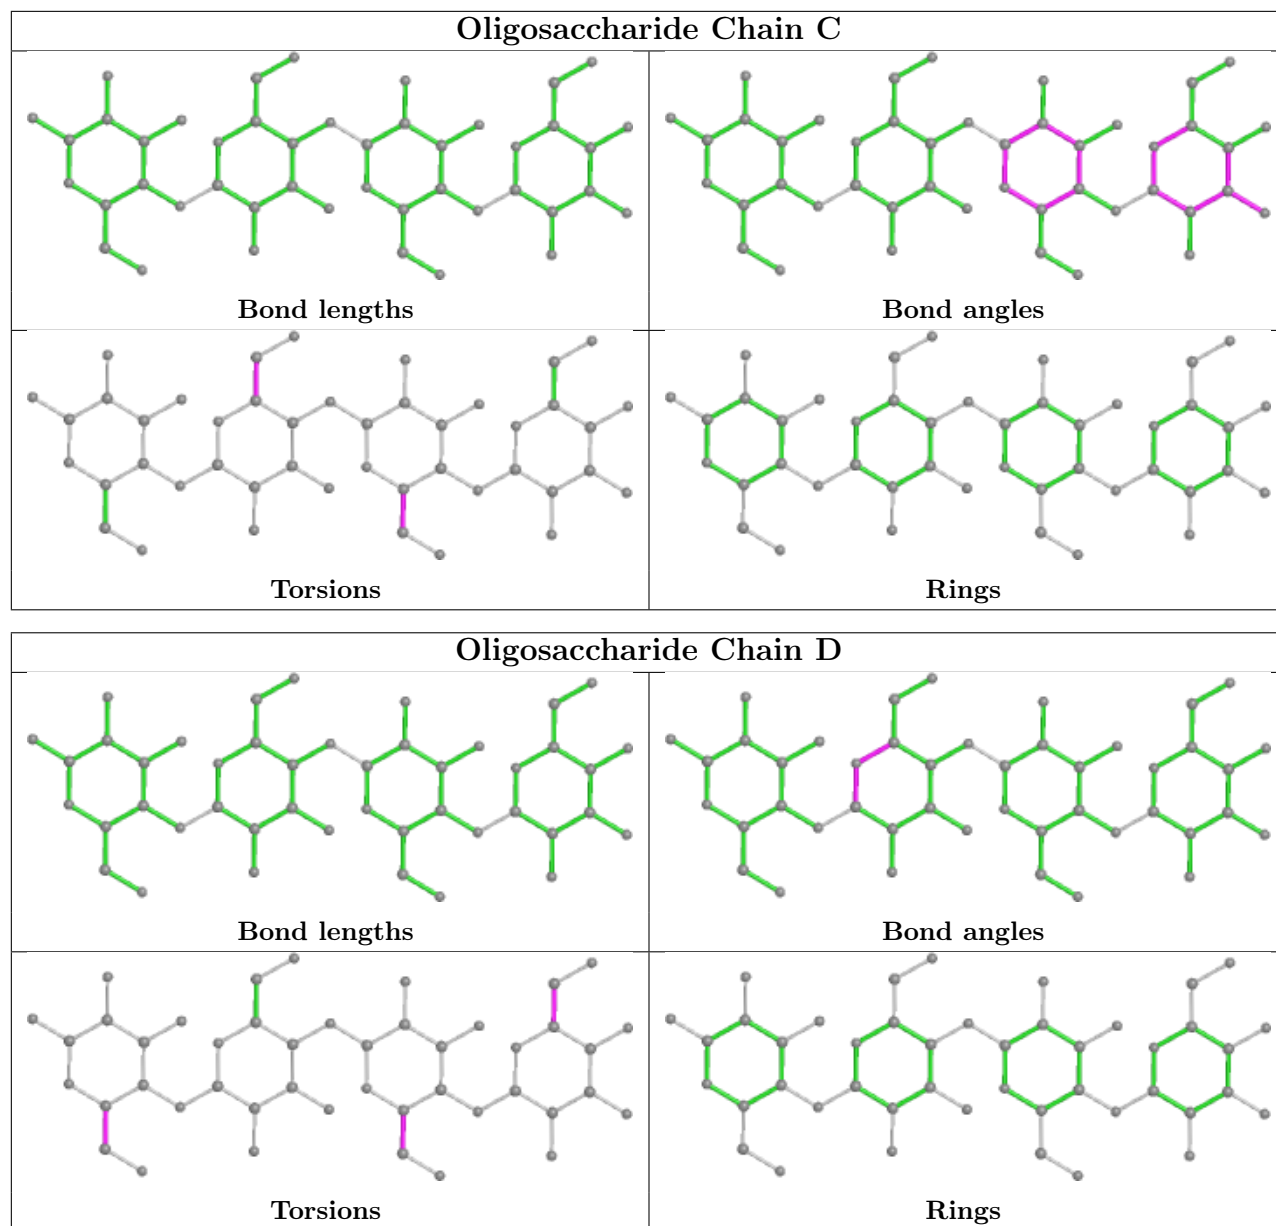 Oligosaccharide Chain C
Bond lengths
Bond angles
Torsions
Rings
Oligosaccharide Chain D
Bond lengths
Bond angles
Torsions
Rings